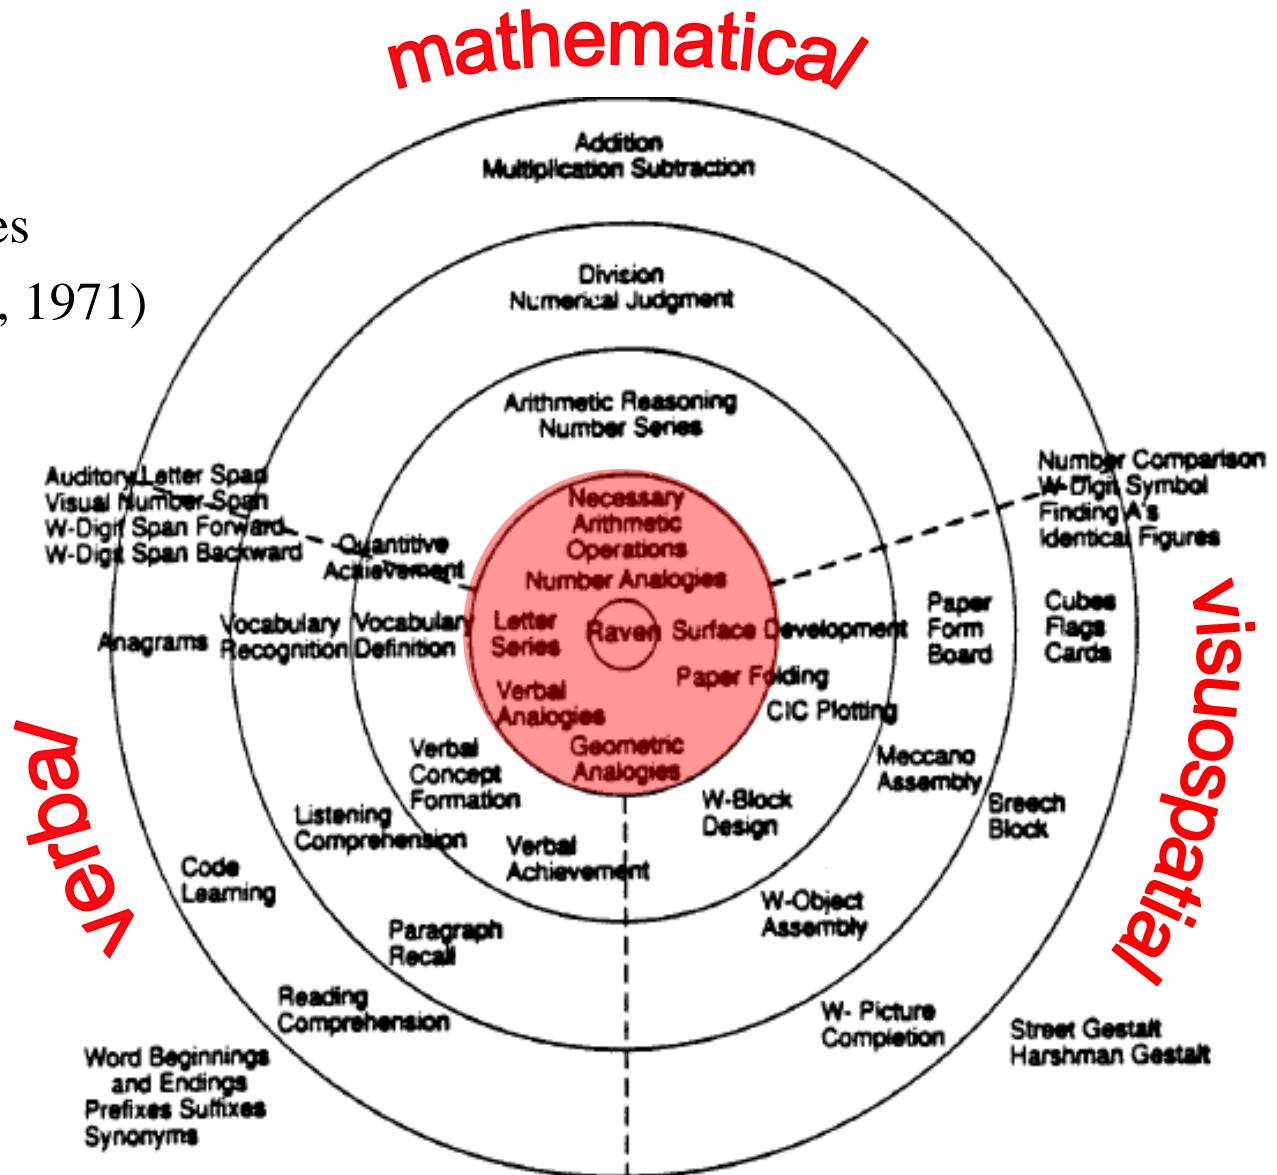 mathematical
Addition
Multiplication Subtraction
es
, 1971)
Division
Numerical Judgment
Arithmetic Reasoning
Number Series
Auditory Letter Span
Visual Number Span
W-Digit Span Forward
W-Digit Span Backward
Number Comparison
W-Digit Symbol
Finding A's
Identical Figures
Quantitive
Achievement
Necessary
Arithmetic
Operations
Number Analogies
Anagrams
Vocabulary
Recognition
Vocabulary
Definition
Letter
Series
Raven
Surface Development
Paper
Form
Board
Cubes
Flags
Cards
Verbal
Analogies
Paper Folding
CIC Plotting
Geometric
Analogies
verbal
visuospatial
Verbal
Concept
Formation
Meccano
Assembly
W-Block
Design
Breech
Block
Listening
Comprehension
Verbal
Achievement
Code
Learning
W-Object
Assembly
Paragraph
Recall
Reading
Comprehension
W- Picture
Completion
Street Gestalt
Harshman Gestalt
Word Beginnings
and Endings
Prefixes Suffixes
Synonyms